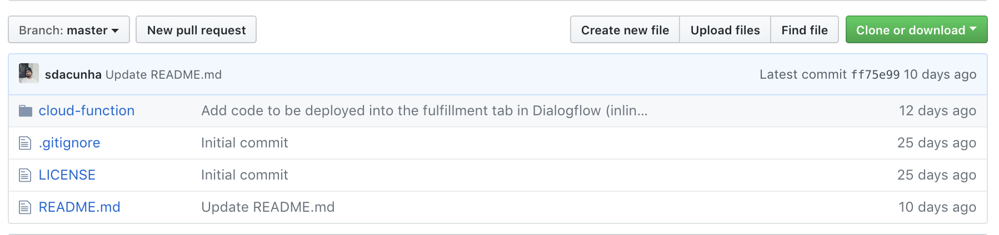 Branch: master New pull request Create new file Upload files Find file Clone or download
sdacunha Update README.md Latest commit ff75e99 10 days ago
cloud-function Add code to be deployed into the fulfillment tab in Dialogflow (inlin... 12 days ago
.gitignore Initial commit 25 days ago
LICENSE Initial commit 25 days ago
README.md Update README.md 10 days ago